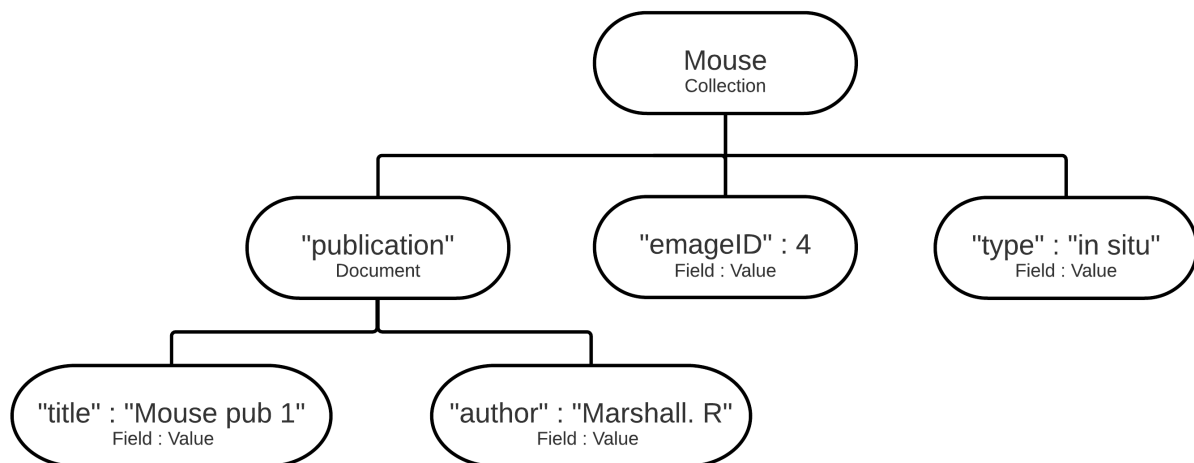 Mouse
Collection
"publication"
Document
"emageID" : 4
Field : Value
"type" : "in situ"
Field : Value
"title" : "Mouse pub 1"
Field : Value
"author" : "Marshall. R"
Field : Value